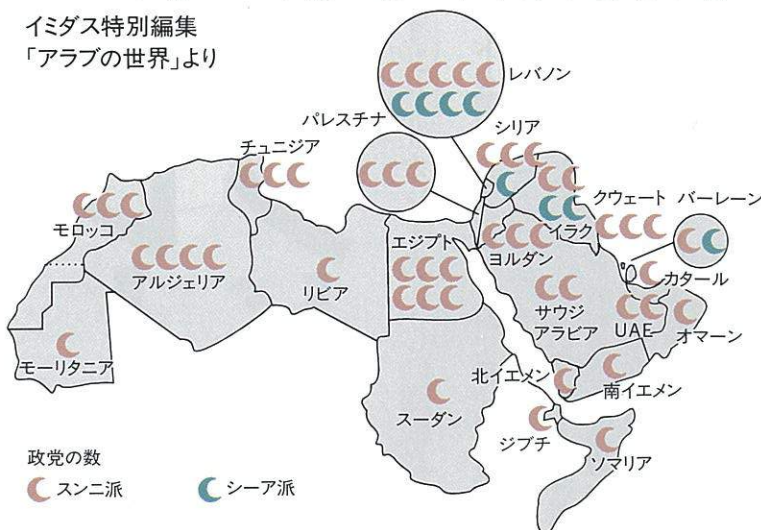 イミダス特別編集
「アラブの世界」より
レバノン
パレスチナ
シリア
チュニジア
クウェート
バーレーン
モロッコ
エジプト
ヨルダン
イラク
アルジェリア
リビア
カタール
サウジ
アラビア
UAE
オマーン
モーリタニア
北イエメン
南イエメン
スーダン
ジブチ
ソマリア
政党の数
スンニ派
シーア派